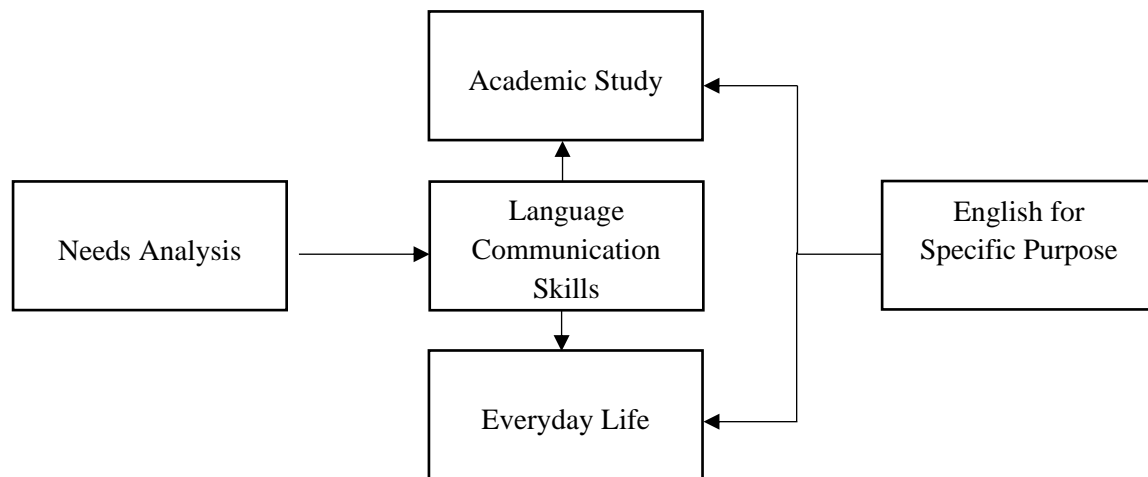 Academic Study
Needs Analysis
Language
Communication
Skills
English for
Specific Purpose
Everyday Life